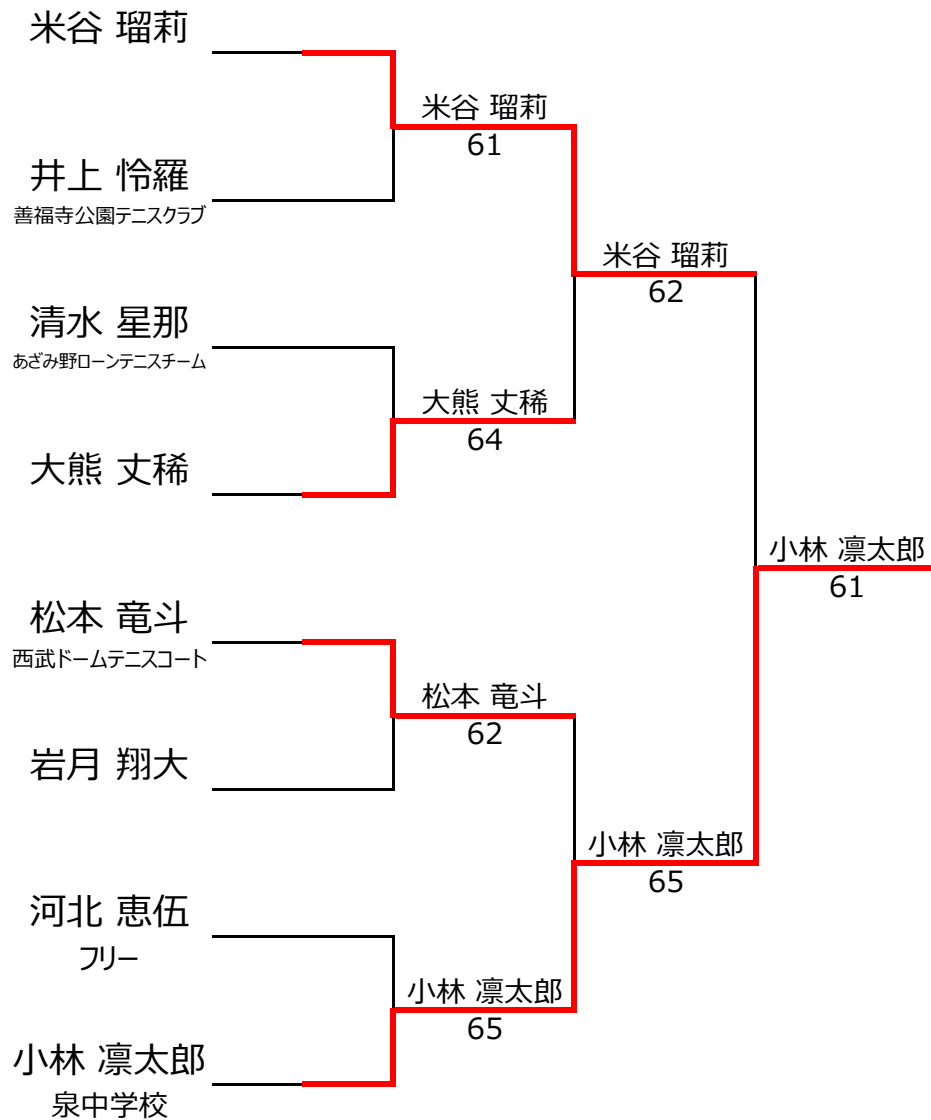 米谷 瑠莉
米谷 瑠莉
61
井上 怜羅
善福寺公園テニスクラブ
米谷 瑠莉
62
清水 星那
あざみ野ローンテニスチーム
大熊 丈稀
64
大熊 丈稀
小林 凛太郎
61
松本 竜斗
西武ドームテニスコート
松本 竜斗
62
岩月 翔大
小林 凛太郎
65
河北 恵伍
フリー
小林 凛太郎
65
小林 凛太郎
泉中学校